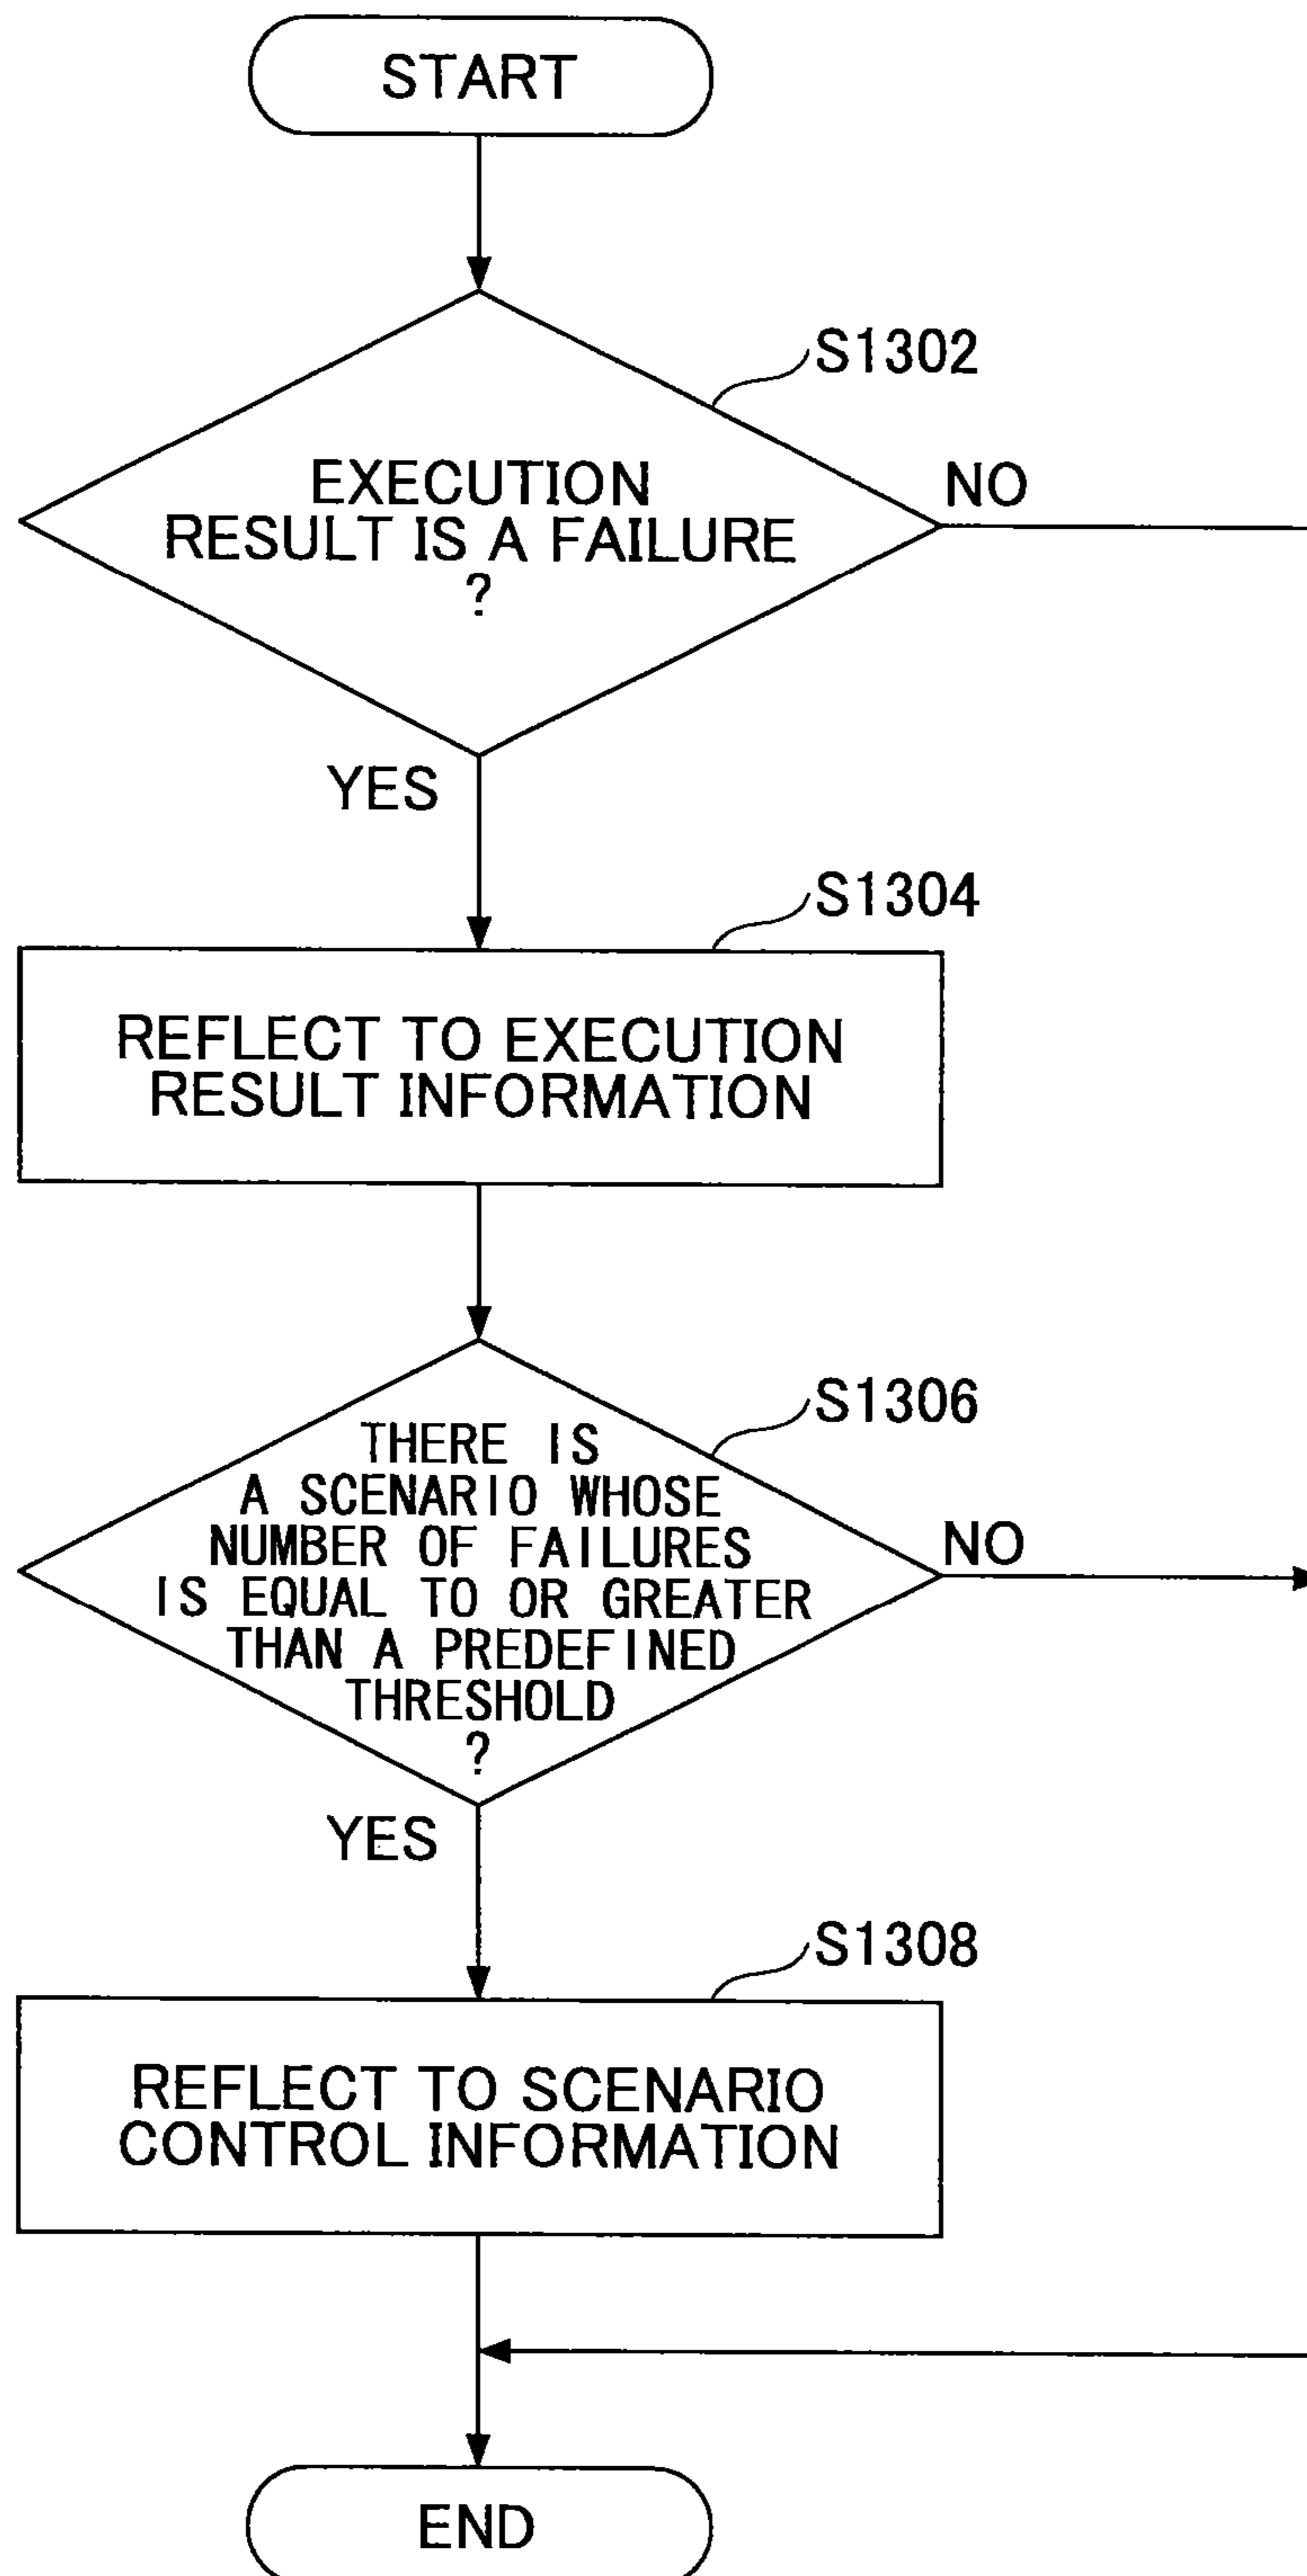 START
S1302
EXECUTION
RESULT IS A FAILURE
?
NO
YES
S1304
REFLECT TO EXECUTION
RESULT INFORMATION
S1306
THERE IS
A SCENARIO WHOSE
NUMBER OF FAILURES
IS EQUAL TO OR GREATER
THAN A PREDEFINED
THRESHOLD
?
NO
YES
S1308
REFLECT TO SCENARIO
CONTROL INFORMATION
END